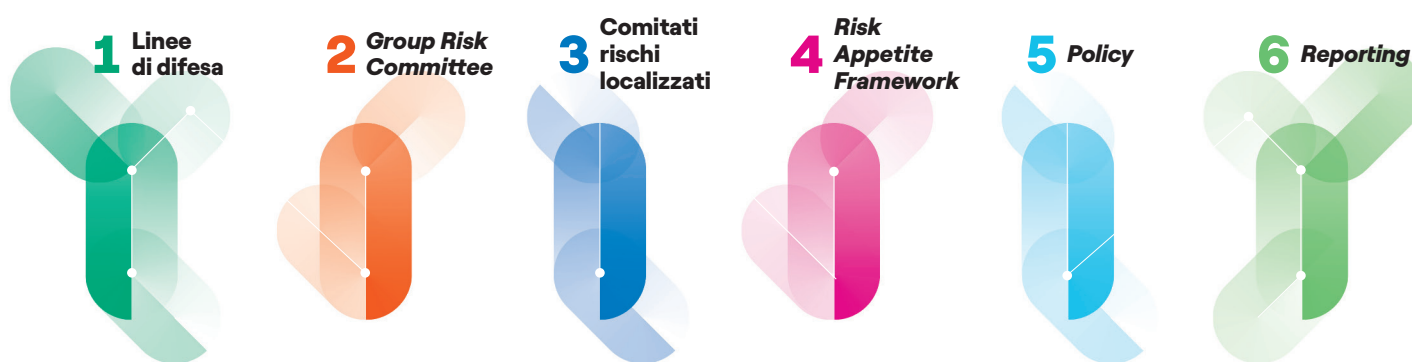 1 Linee
di difesa
2 Group Risk
Committee
3 Comitati
rischi
localizzati
4 Risk
Appetite
Framework
5 Policy
6 Reporting